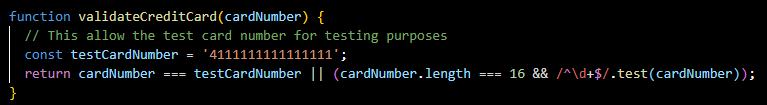 function validateCreditCard(cardNumber) {
// This allow the test card number for testing purposes
const testCardNumber = '4111111111111111';
return cardNumber === testCardNumber || (cardNumber.length === 16 && /^\d+$/.test(cardNumber));
}